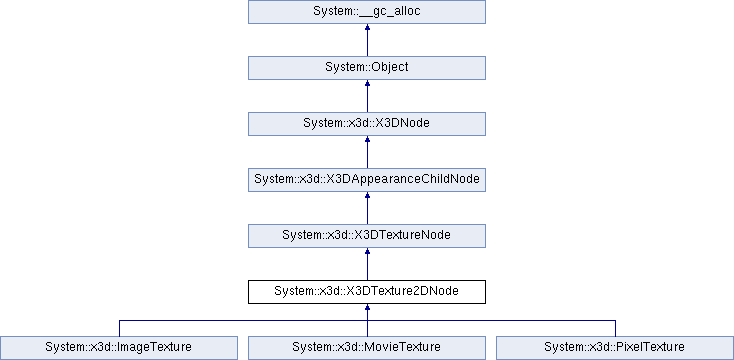 System::__gc_alloc
System::Object
System::x3d::X3DNode
System::x3d::X3DAppearanceChildNode
System::x3d::X3DTextureNode
System::x3d::X3DTexture2DNode
System::x3d::ImageTexture
System::x3d::MovieTexture
System::x3d::PixelTexture